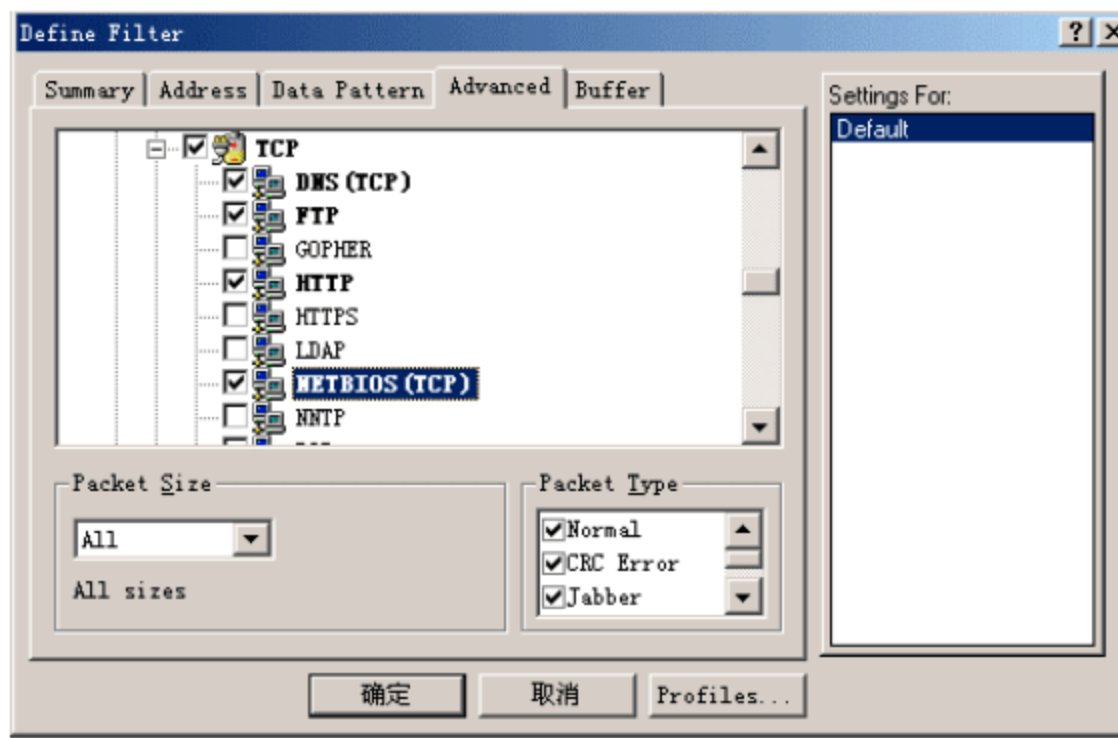 Define Filter
Summary Address Data Pattern Advanced Buffer
Settings For:
Default
TCP
DNS (TCP)
FTP
GOPHER
HTTP
HTTPS
LDAP
NETBIOS (TCP)
NNTP
Packet Size
All
All sizes
Packet Type
Normal
CRC Error
Jabber
确定 取消 Profiles...